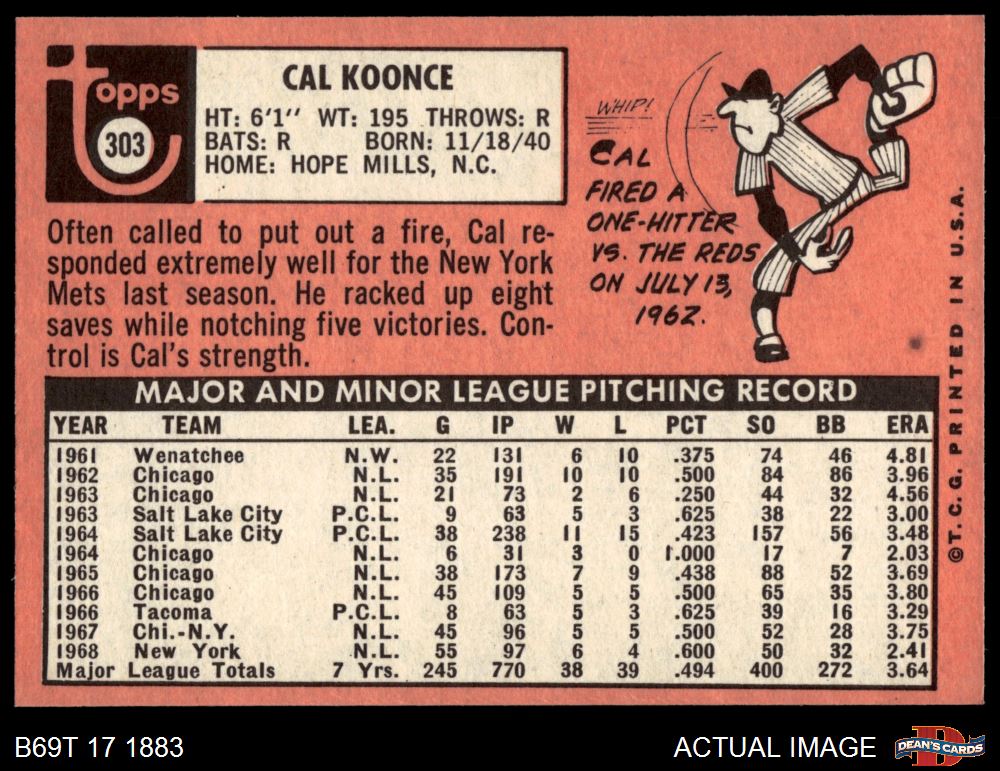 topps
303
CAL KOONCE
HT: 6'1" WT: 195 THROWS: R
BATS: R BORN: 11/18/40
HOME: HOPE MILLS, N.C.
Often called to put out a fire, Cal re-
sponded extremely well for the New York
Mets last season. He racked up eight
saves while notching five victories. Con-
trol is Cal's strength.
WHIP!
CAL
FIRED A
ONE-HITTER
VS. THE REDS
ON JULY 13,
1962.
MAJOR AND MINOR LEAGUE PITCHING RECORD
YEAR TEAM LEA. G IP W L PCT SO BB ERA
1961 Wenatchee N.W. 22 131 6 10 .375 74 46 4.81
1962 Chicago N.L. 35 191 10 10 .500 84 86 3.96
1963 Chicago N.L. 21 73 2 6 .250 44 32 4.56
1963 Salt Lake City P.C.L. 9 63 5 3 .625 38 22 3.00
1964 Salt Lake City P.C.L. 38 238 11 15 .423 157 56 3.48
1964 Chicago N.L. 6 31 3 0 1.000 17 7 2.03
1965 Chicago N.L. 38 173 7 9 .438 88 52 3.69
1966 Chicago N.L. 45 109 5 5 .500 65 35 3.80
1966 Tacoma P.C.L. 8 63 5 3 .625 39 16 3.29
1967 Chi.-N.Y. N.L. 45 96 5 5 .500 52 28 3.75
1968 New York N.L. 55 97 6 4 .600 50 32 2.41
Major League Totals 7 Yrs. 245 770 38 39 .494 400 272 3.64
©T. C. G. PRINTED IN U.S.A.
B69T 17 1883
ACTUAL IMAGE
D
DEAN'S CARDS